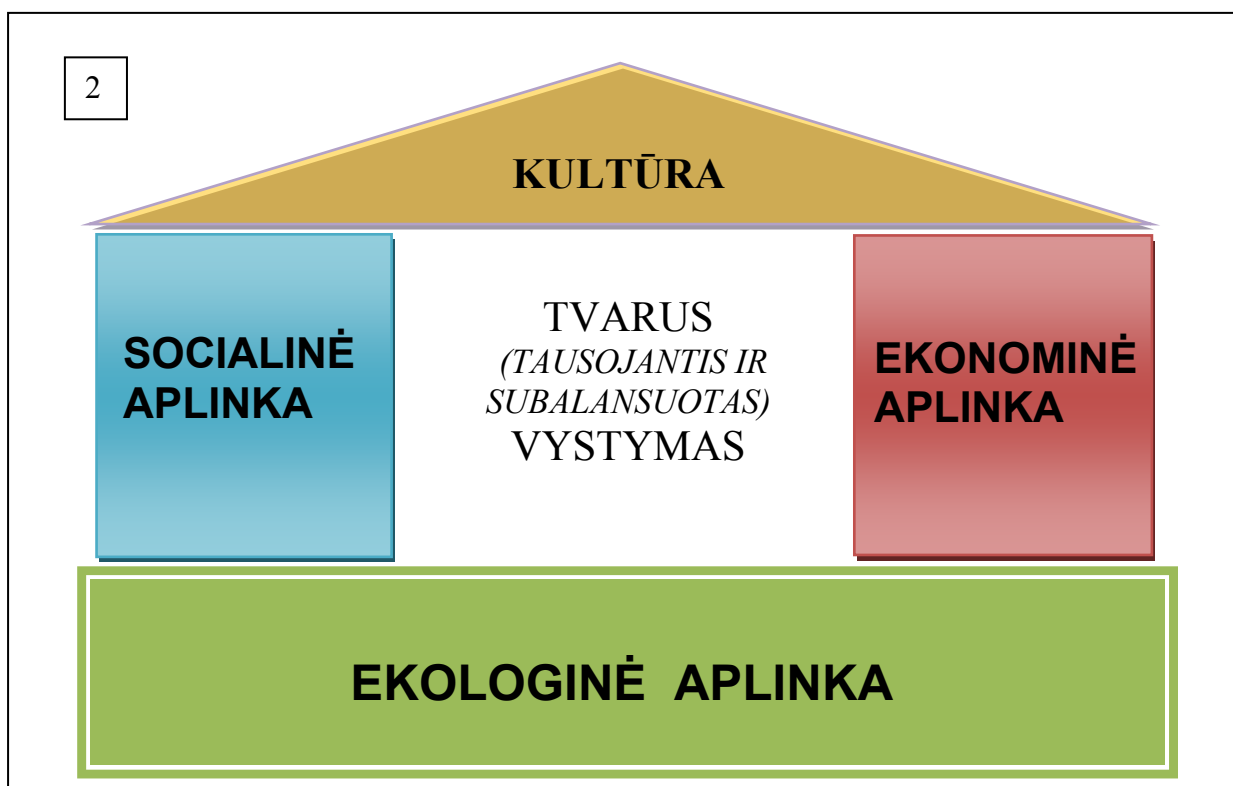 2
KULTŪRA
SOCIALINĖ
APLINKA
TVARUS
(TAUSOJANTIS IR
SUBALANSUOTAS)
VYSTYMAS
EKONOMINĖ
APLINKA
EKOLOGINĖ APLINKA